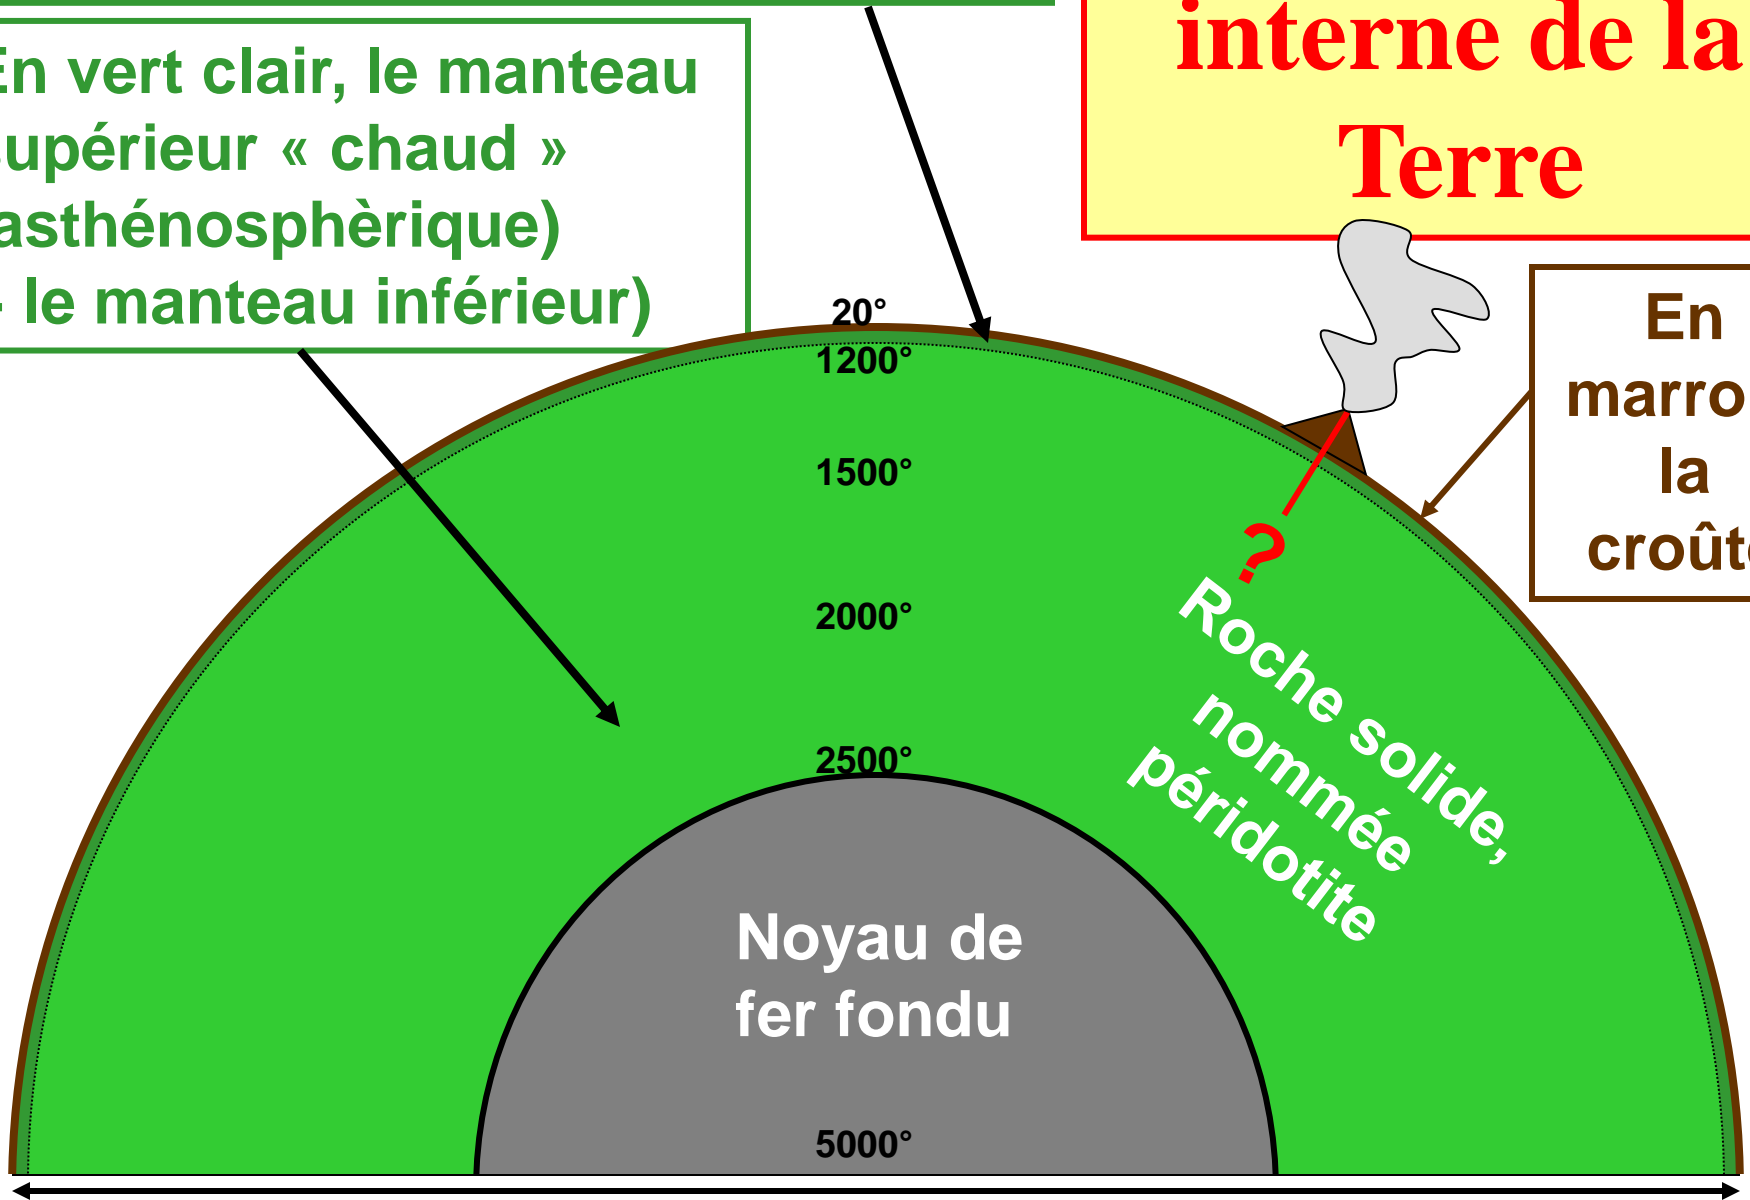 interne de la
Terre
En vert clair, le manteau
supérieur « chaud »
asthénosphèrique)
le manteau inférieur)
En
marro
la
croûte
20°
1200°
1500°
2000°
2500°
5000°
?
Roche solide,
nommée
péridotite
Noyau de
fer fondu